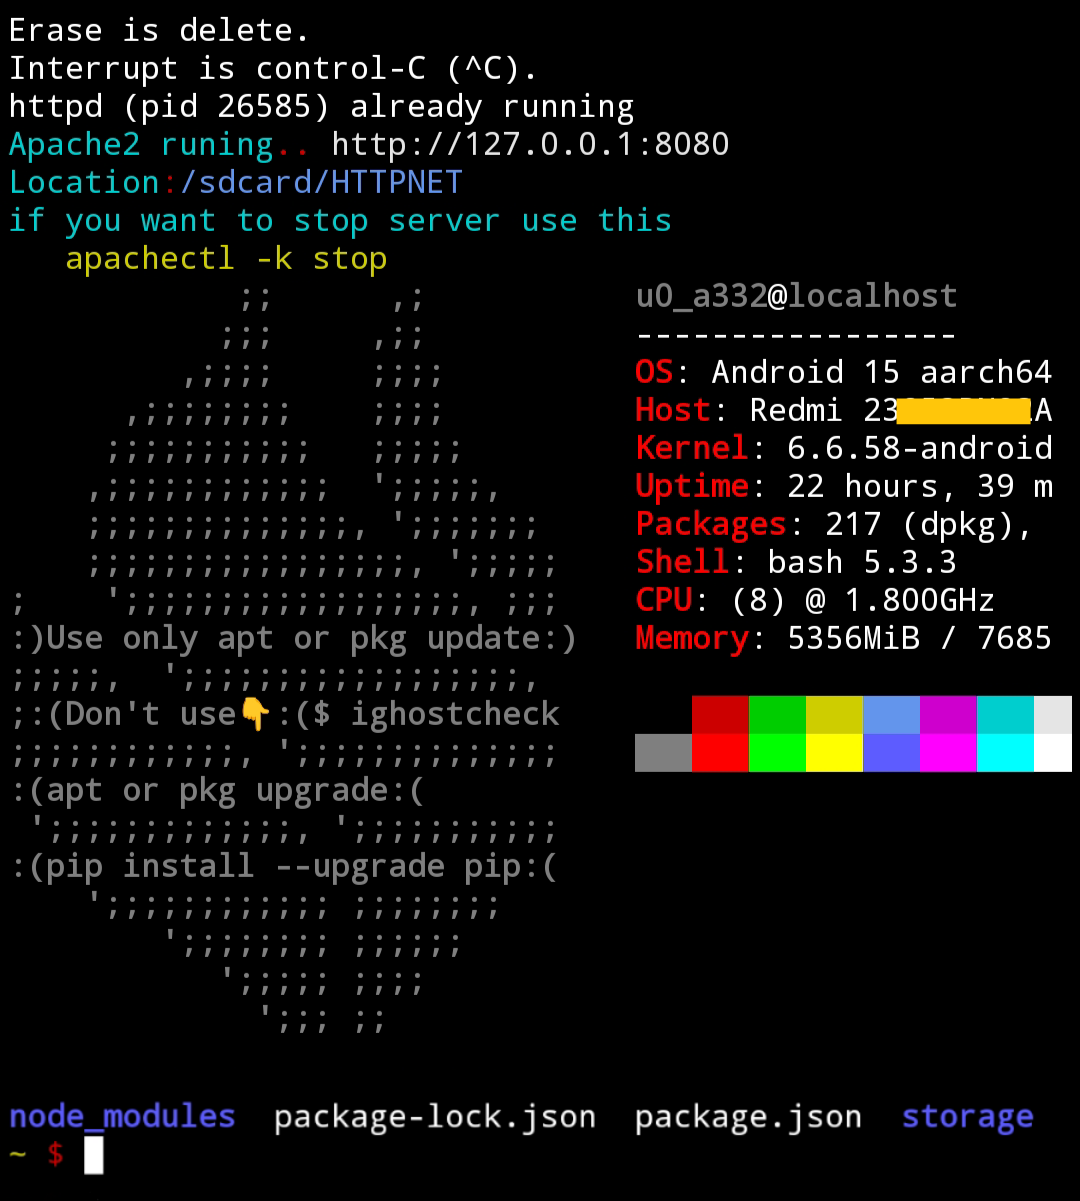 Erase is delete.
Interrupt is control-C (^C).
httpd (pid 26585) already running
Apache2 runing.. http://127.0.0.1:8080
Location:/sdcard/HTTPNET
if you want to stop server use this
apachectl -k stop
u0_a332@localhost
-----------------
OS: Android 15 aarch64
Host: Redmi 23 A
Kernel: 6.6.58-android
Uptime: 22 hours, 39 m
Packages: 217 (dpkg),
Shell: bash 5.3.3
CPU: (8) @ 1.800GHz
Memory: 5356MiB / 7685
:)Use only apt or pkg update:)
;:(Don't use👇:($ ighostcheck
:(apt or pkg upgrade:(
:(pip install --upgrade pip:(
node_modules package-lock.json package.json storage
~ $